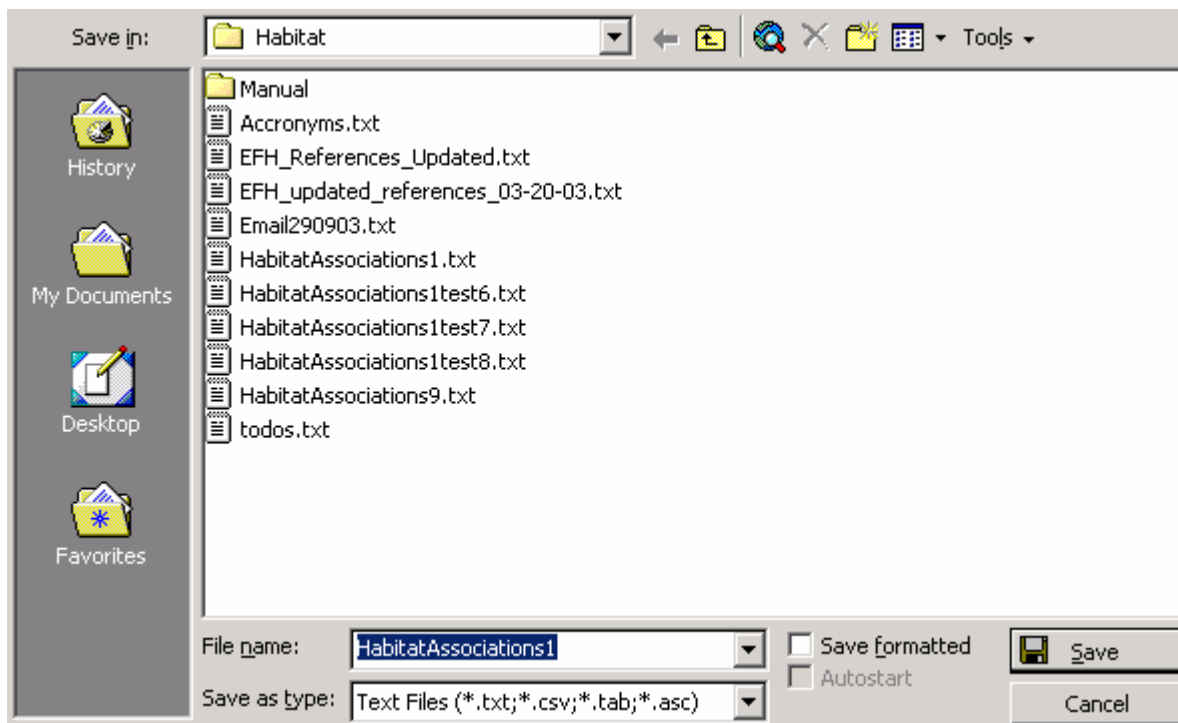 Save in: Habitat Tools
History
My Documents
Desktop
Favorites
Manual
Accronyms.txt
EFH_References_Updated.txt
EFH_updated_references_03-20-03.txt
Email290903.txt
HabitatAssociations1.txt
HabitatAssociations1test6.txt
HabitatAssociations1test7.txt
HabitatAssociations1test8.txt
HabitatAssociations9.txt
todos.txt
File name: HabitatAssociations1 Save formatted Save
Autostart
Save as type: Text Files (*.txt;*.csv;*.tab;*.asc) Cancel